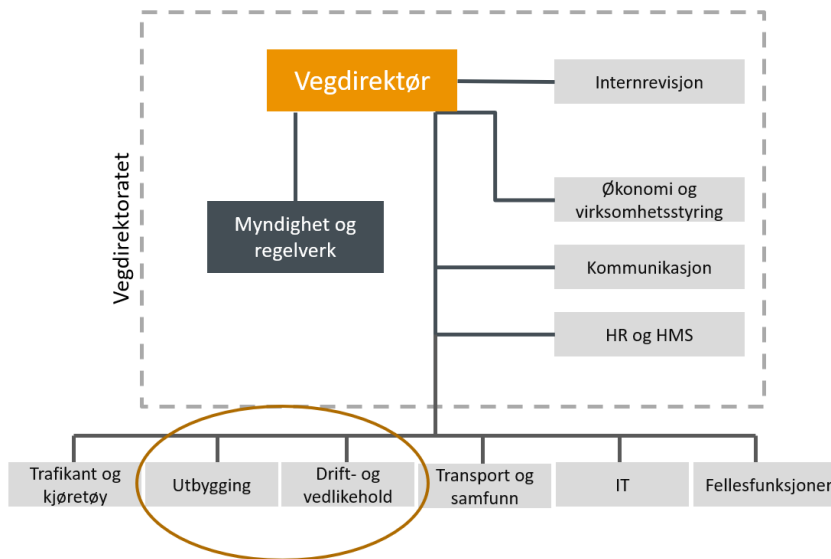 Vegdirektoratet
Vegdirektør
Internrevisjon
Myndighet og
regelverk
Økonomi og
virksomhetsstyring
Kommunikasjon
HR og HMS
Trafikant og
kjøretøy
Utbygging
Drift- og
vedlikehold
Transport og
samfunn
IT
Fellesfunksjoner